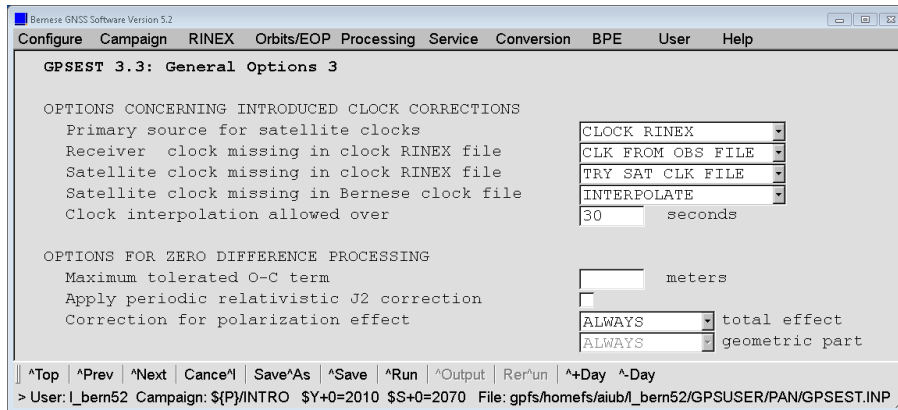 Bernese GNSS Software Version 5.2
Configure Campaign RINEX Orbits/EOP Processing Service Conversion BPE User Help
GPSEST 3.3: General Options 3
OPTIONS CONCERNING INTRODUCED CLOCK CORRECTIONS
Primary source for satellite clocks CLOCK RINEX
Receiver clock missing in clock RINEX file CLK FROM OBS FILE
Satellite clock missing in clock RINEX file TRY SAT CLK FILE
Satellite clock missing in Bernese clock file INTERPOLATE
Clock interpolation allowed over 30 seconds
OPTIONS FOR ZERO DIFFERENCE PROCESSING
Maximum tolerated O-C term meters
Apply periodic relativistic J2 correction
Correction for polarization effect ALWAYS total effect
ALWAYS geometric part
^Top | ^Prev | ^Next | Cance^l | Save^As | ^Save | ^Run | ^Output | Rer^un | ^+Day ^-Day
> User: l_bern52 Campaign: ${P}/INTRO $Y+0=2010 $S+0=2070 File: gpfs/homefs/aiub/l_bern52/GPSUSER/PAN/GPSEST.INP